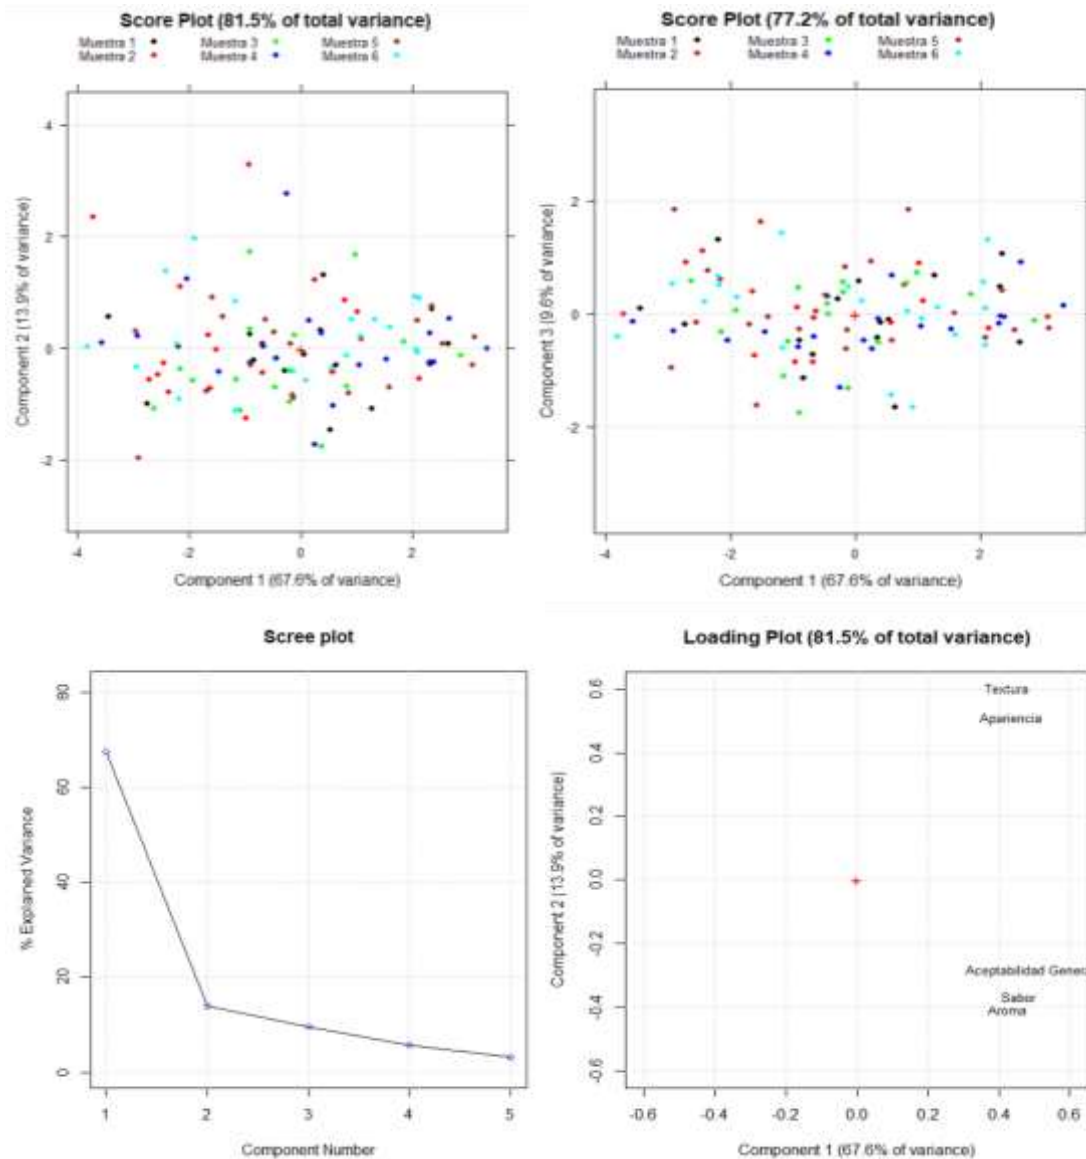 Score Plot (81.5% of total variance)
Muestra 1 Muestra 3 Muestra 5
Muestra 2 Muestra 4 Muestra 6
-4
2
0
-2
Component 2 (13.9% of variance)
-4 -2 0 2
Component 1 (67.6% of variance)
Score Plot (77.2% of total variance)
Muestra 1 Muestra 3 Muestra 5
Muestra 2 Muestra 4 Muestra 6
2
0
-2
Component 3 (9.6% of variance)
-4 -2 0 2
Component 1 (67.6% of variance)
Scree plot
80
60
40
20
0
% Explained Variance
1 2 3 4 5
Component Number
Loading Plot (81.5% of total variance)
0.6
0.4
0.2
0.0
-0.2
-0.4
-0.6
Component 2 (13.9% of variance)
Textura
Apariencia
Aceptabilidad Genera
Sabor
Aroma
-0.6 -0.4 -0.2 0.0 0.2 0.4 0.6
Component 1 (67.6% of variance)